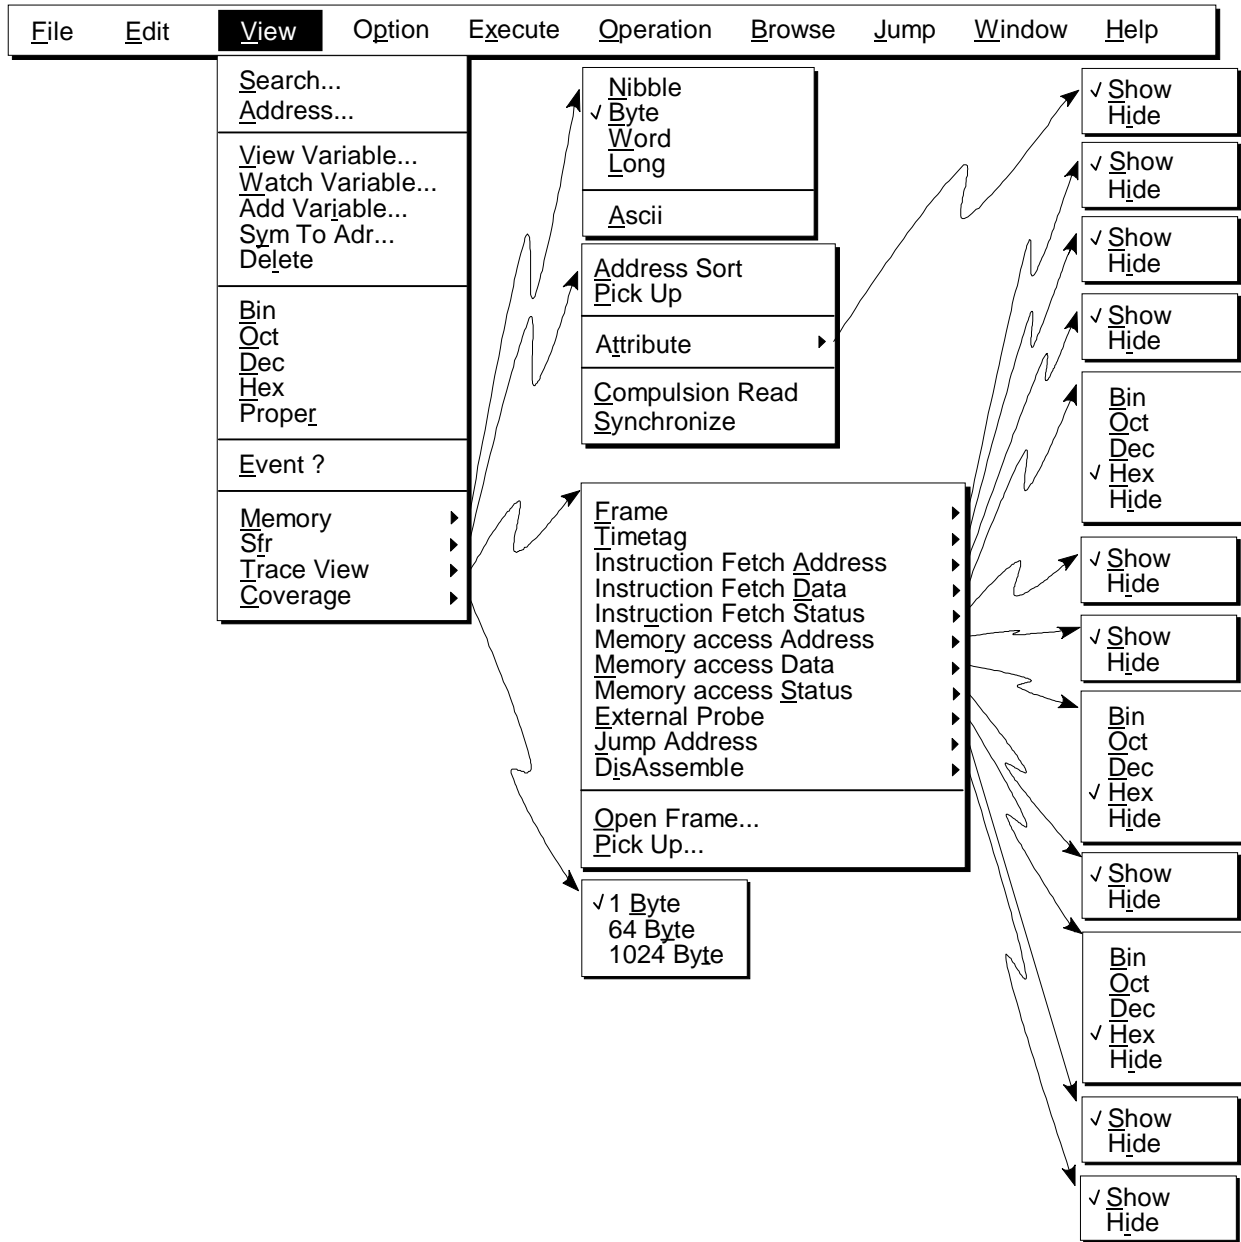 File Edit View Option Execute Operation Browse Jump Window Help
Search...
Address...
View Variable...
Watch Variable...
Add Variable...
Sym To Adr...
Delete
Bin
Oct
Dec
Hex
Proper
Event ?
Memory
Sfr
Trace View
Coverage
Nibble
√ Byte
Word
Long
Ascii
Address Sort
Pick Up
Attribute
Compulsion Read
Synchronize
Frame
Timetag
Instruction Fetch Address
Instruction Fetch Data
Instruction Fetch Status
Memory access Address
Memory access Data
Memory access Status
External Probe
Jump Address
DisAssemble
Open Frame...
Pick Up...
√ 1 Byte
64 Byte
1024 Byte
√ Show
Hide
√ Show
Hide
√ Show
Hide
√ Show
Hide
Bin
Oct
Dec
√ Hex
Hide
√ Show
Hide
√ Show
Hide
Bin
Oct
Dec
√ Hex
Hide
√ Show
Hide
Bin
Oct
Dec
√ Hex
Hide
√ Show
Hide
√ Show
Hide